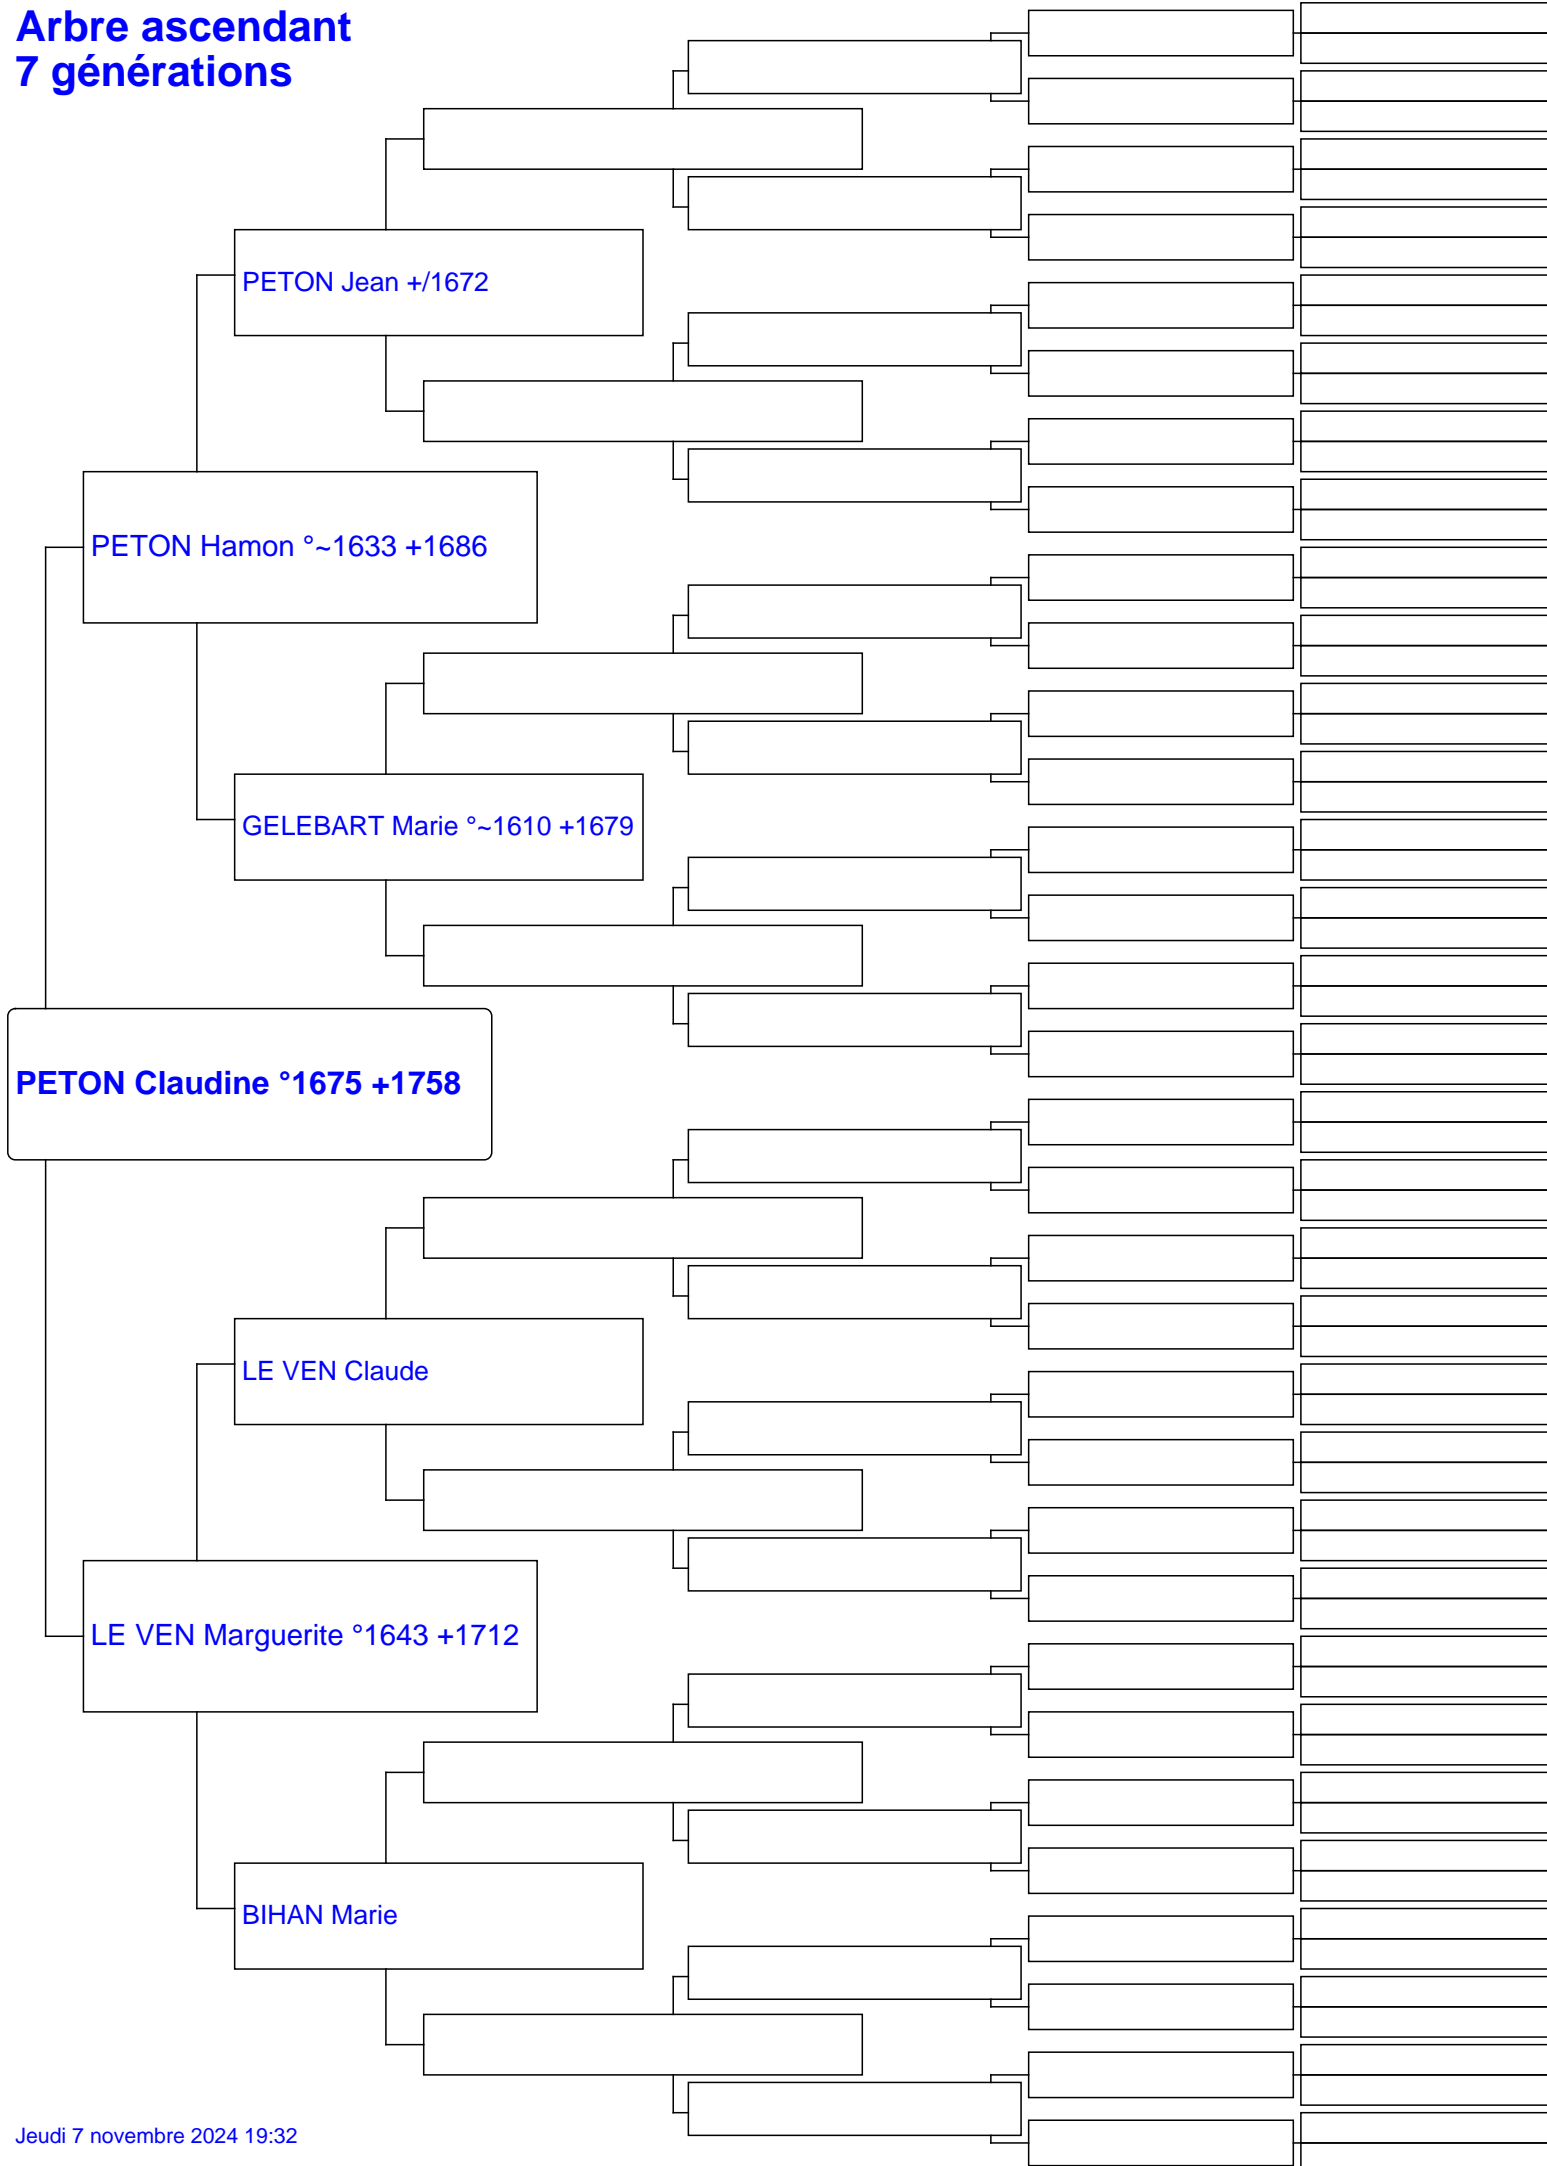 Arbre ascendant
7 générations
PETON Jean +/1672
PETON Hamon °~1633 +1686
GELEBART Marie °~1610 +1679
PETON Claudine °1675 +1758
LE VEN Claude
LE VEN Marguerite °1643 +1712
BIHAN Marie
Jeudi 7 novembre 2024 19:32